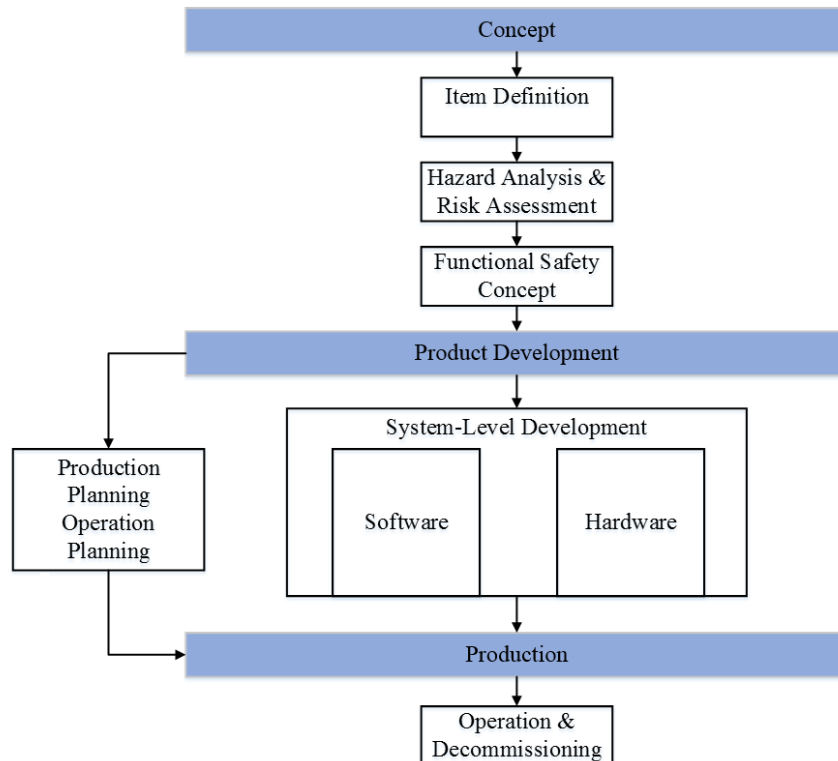 Concept
Item Definition
Hazard Analysis &
Risk Assessment
Functional Safety
Concept
Product Development
System-Level Development
Production
Planning
Operation
Planning
Software
Hardware
Production
Operation &
Decommissioning